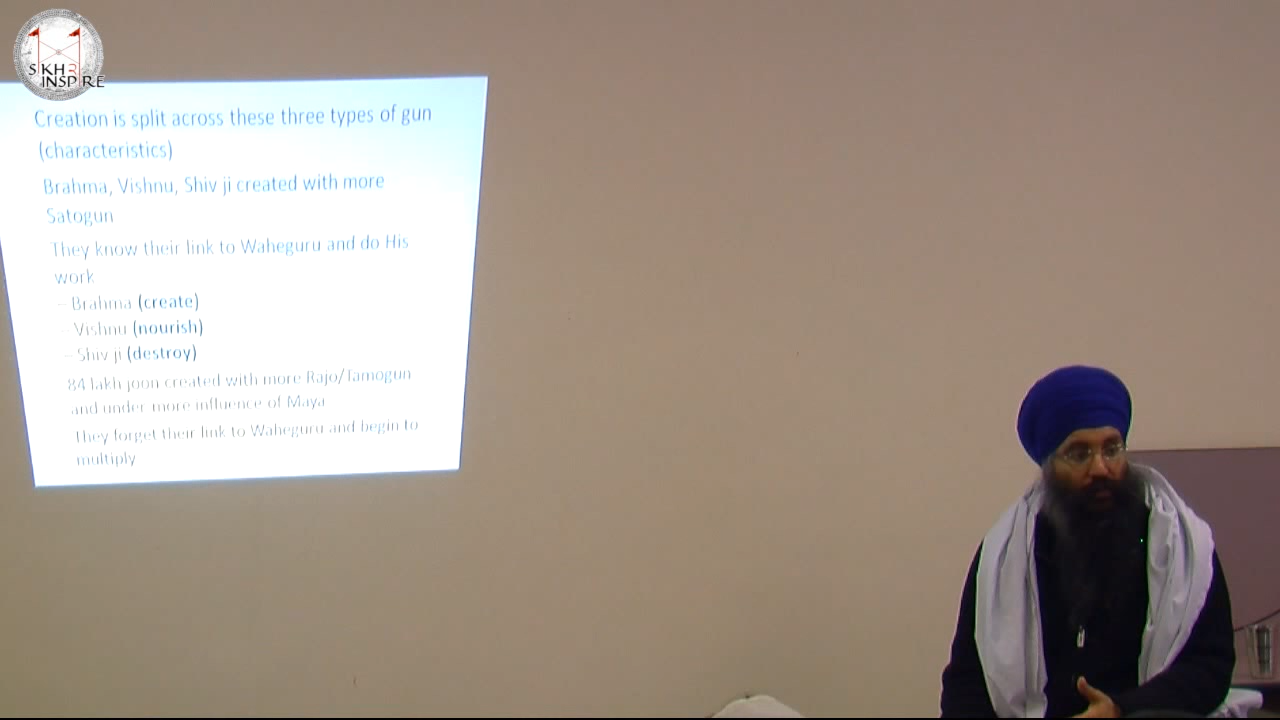 SIKH 2
INSPIRE
Creation is split across these three types of gun
(characteristics)
Brahma, Vishnu, Shiv ji created with more
Satogun
They know their link to Waheguru and do His
work
– Brahma (create)
– Vishnu (nourish)
– Shiv ji (destroy)
84 lakh joon created with more Rajo/Tamogun
and under more influence of Maya
They forget their link to Waheguru and begin to
multiply